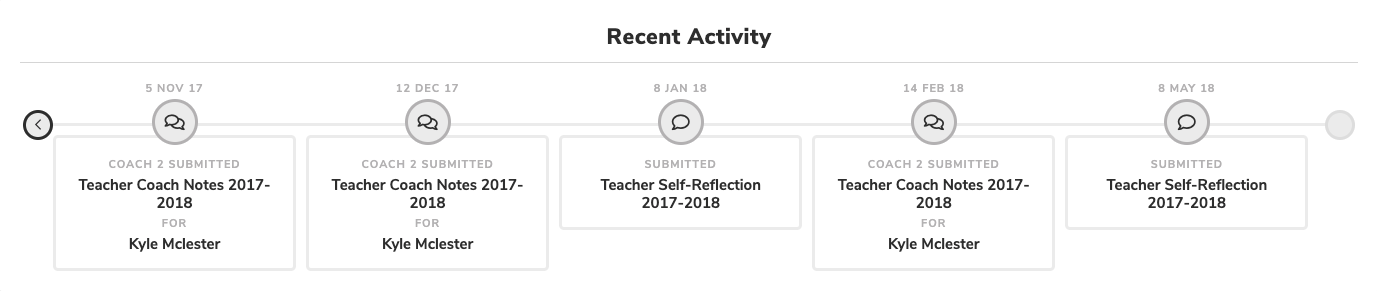 Recent Activity
5 NOV 17
12 DEC 17
8 JAN 18
14 FEB 18
8 MAY 18
COACH 2 SUBMITTED
Teacher Coach Notes 2017-
2018
FOR
Kyle Mclester
COACH 2 SUBMITTED
Teacher Coach Notes 2017-
2018
FOR
Kyle Mclester
SUBMITTED
Teacher Self-Reflection
2017-2018
COACH 2 SUBMITTED
Teacher Coach Notes 2017-
2018
FOR
Kyle Mclester
SUBMITTED
Teacher Self-Reflection
2017-2018